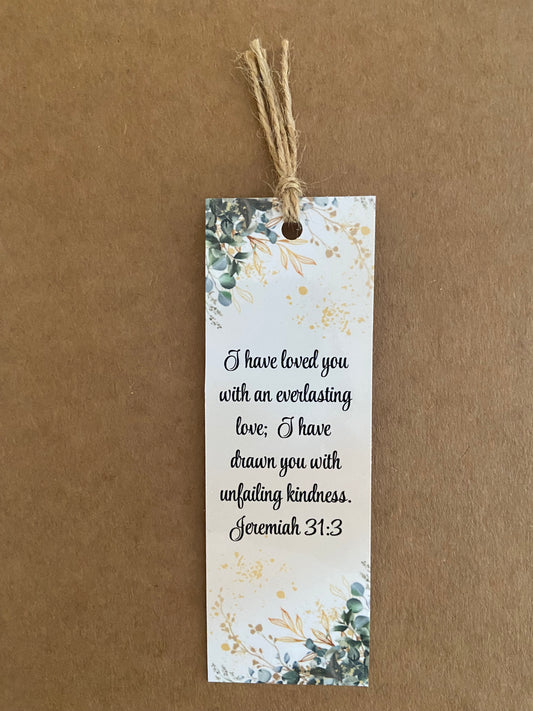 I have loved you
with an everlasting
love; I have
drawn you with
unfailing kindness.
Jeremiah 31:3